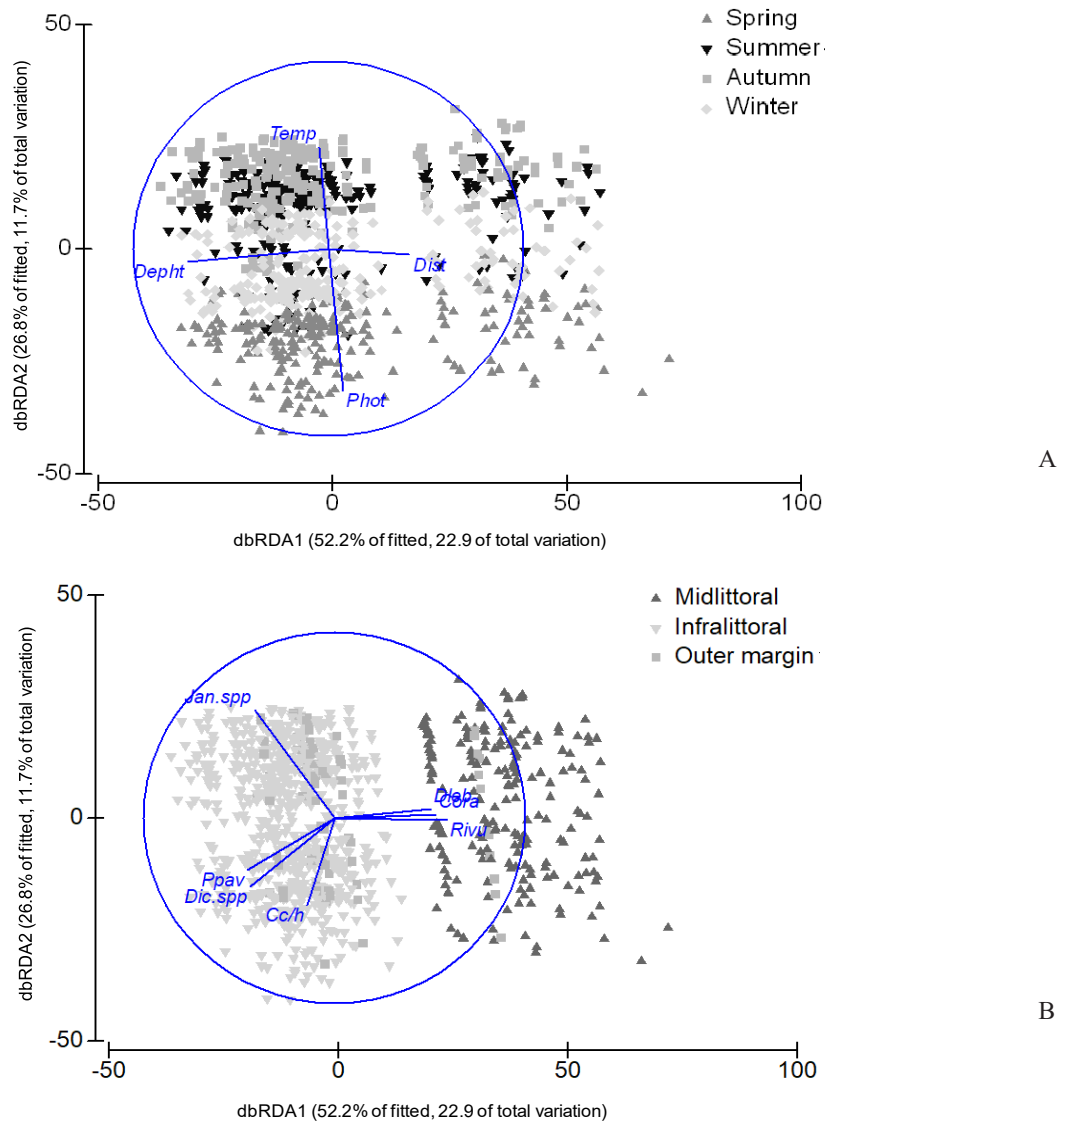 50
Spring
Summer
Autumn
Winter
Temp
0
Depht
Dist
Phot
-50
-50
0
50
100
dbRDA2 (26.8% of fitted, 11.7% of total variation)
dbRDA1 (52.2% of fitted, 22.9 of total variation)
A
50
Midlittoral
Infralittoral
Outer margin
Jan.spp
Dleb
Cora
0
Rivu
Ppav
Dic.spp
Cc/h
-50
-50
0
50
100
dbRDA2 (26.8% of fitted, 11.7% of total variation)
dbRDA1 (52.2% of fitted, 22.9 of total variation)
B